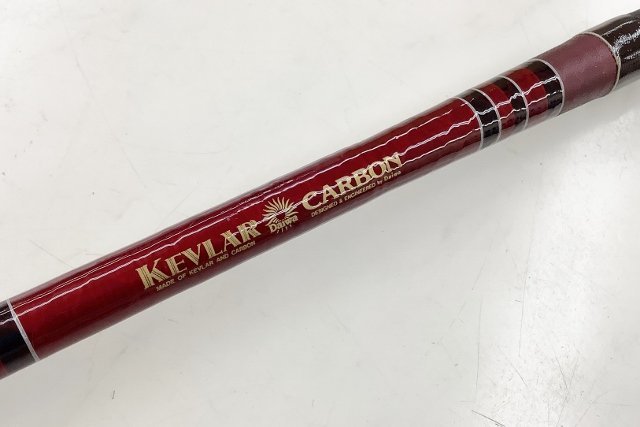 KEVLAR
MADE OF KEVLAR AND CARBON
Daiwa
CARBON
DESIGNED & ENGINEERED by Daiwa